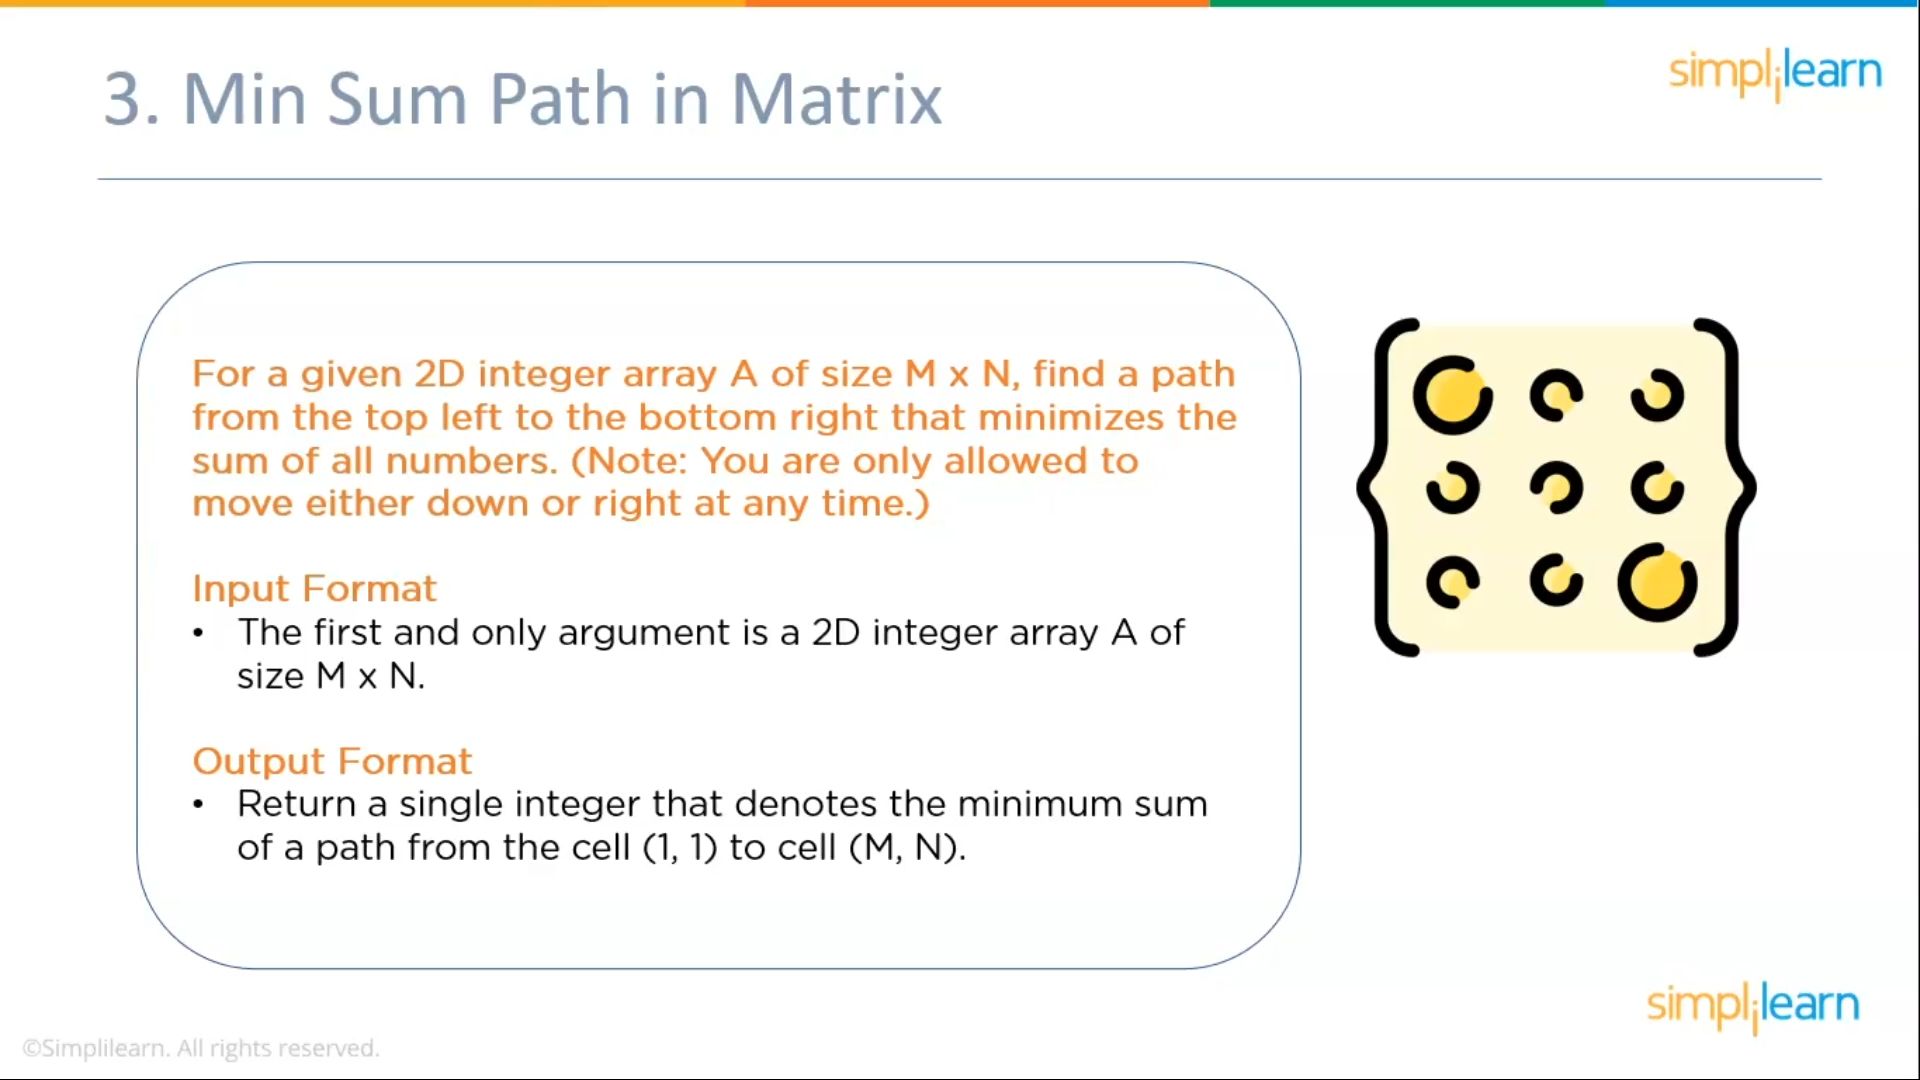 3. Min Sum Path in Matrix
simplilearn
For a given 2D integer array A of size M x N, find a path
from the top left to the bottom right that minimizes the
sum of all numbers. (Note: You are only allowed to
move either down or right at any time.)
Input Format
• The first and only argument is a 2D integer array A of
size M x N.
Output Format
• Return a single integer that denotes the minimum sum
of a path from the cell (1, 1) to cell (M, N).
simplilearn
©Simplilearn. All rights reserved.